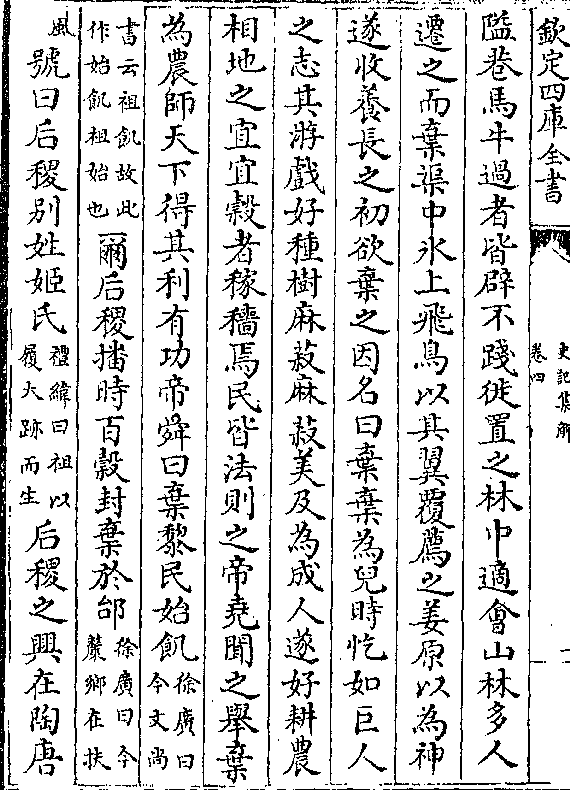 欽定四庫全書
史記集解
卷四
一
隘巷馬牛過者皆辟不踐徙置之林中適會山林多人
遷之而棄渠中氷上飛鳥以其翼覆薦之姜原以為神
遂收養長之初欲棄之因名曰棄棄為兒時忔如巨人
之志其游戲好種樹麻菽麻菽美及為成人遂好耕農
相地之宜宜穀者稼穡焉民皆法則之帝堯聞之舉棄
為農師天下得其利有功帝舜曰棄黎民始飢徐廣曰今文尚
書云祖飢故此作始飢祖始也爾后稷播時百穀封棄於邰徐廣曰今斄鄉在扶
風號曰后稷别姓姬氏禮緯曰祖以履大跡而生后稷之興在陶唐